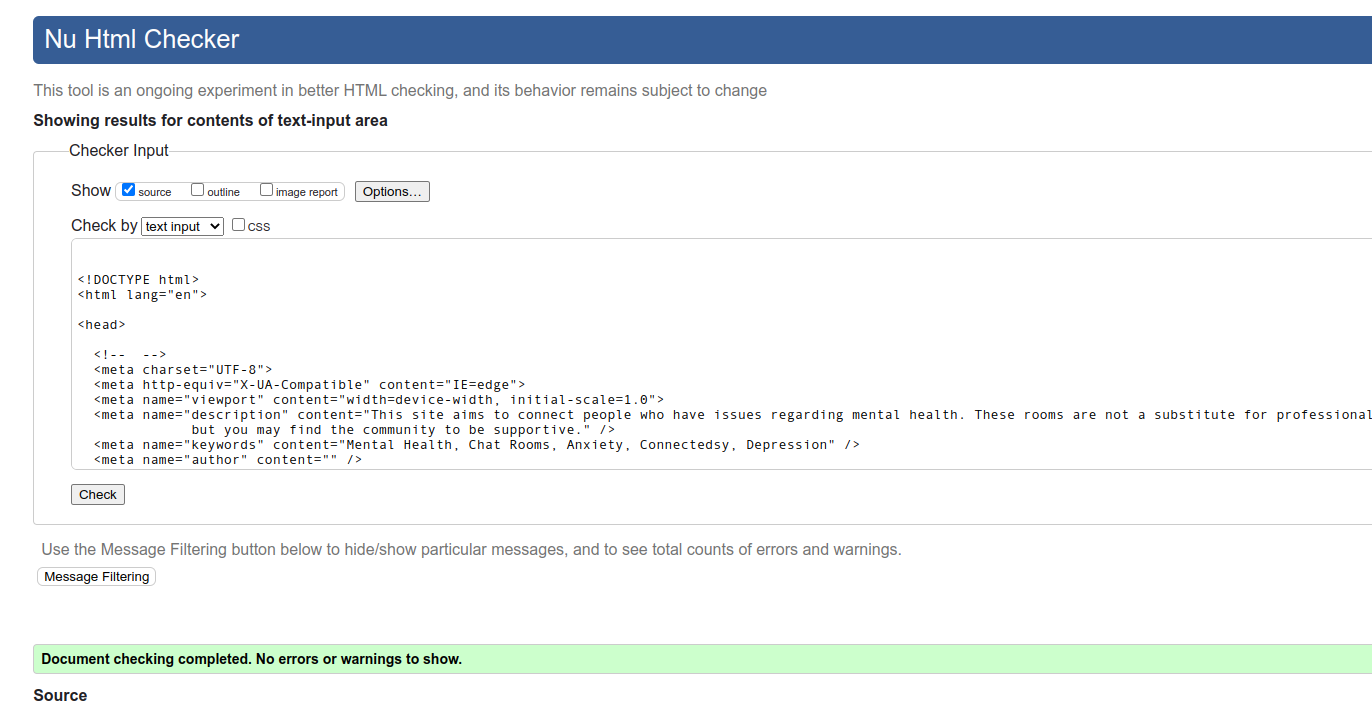 Nu Html Checker
This tool is an ongoing experiment in better HTML checking, and its behavior remains subject to change
Showing results for contents of text-input area
Checker Input
Show source outline image report Options...
Check by text input CSS
<!DOCTYPE html>
<html lang="en">
<head>
<!--  -->
<meta charset="UTF-8">
<meta http-equiv="X-UA-Compatible" content="IE=edge">
<meta name="viewport" content="width=device-width, initial-scale=1.0">
<meta name="description" content="This site aims to connect people who have issues regarding mental health. These rooms are not a substitute for professional
but you may find the community to be supportive." />
<meta name="keywords" content="Mental Health, Chat Rooms, Anxiety, Connectedsy, Depression" />
<meta name="author" content="" />
Check
Use the Message Filtering button below to hide/show particular messages, and to see total counts of errors and warnings.
Message Filtering
Document checking completed. No errors or warnings to show.
Source